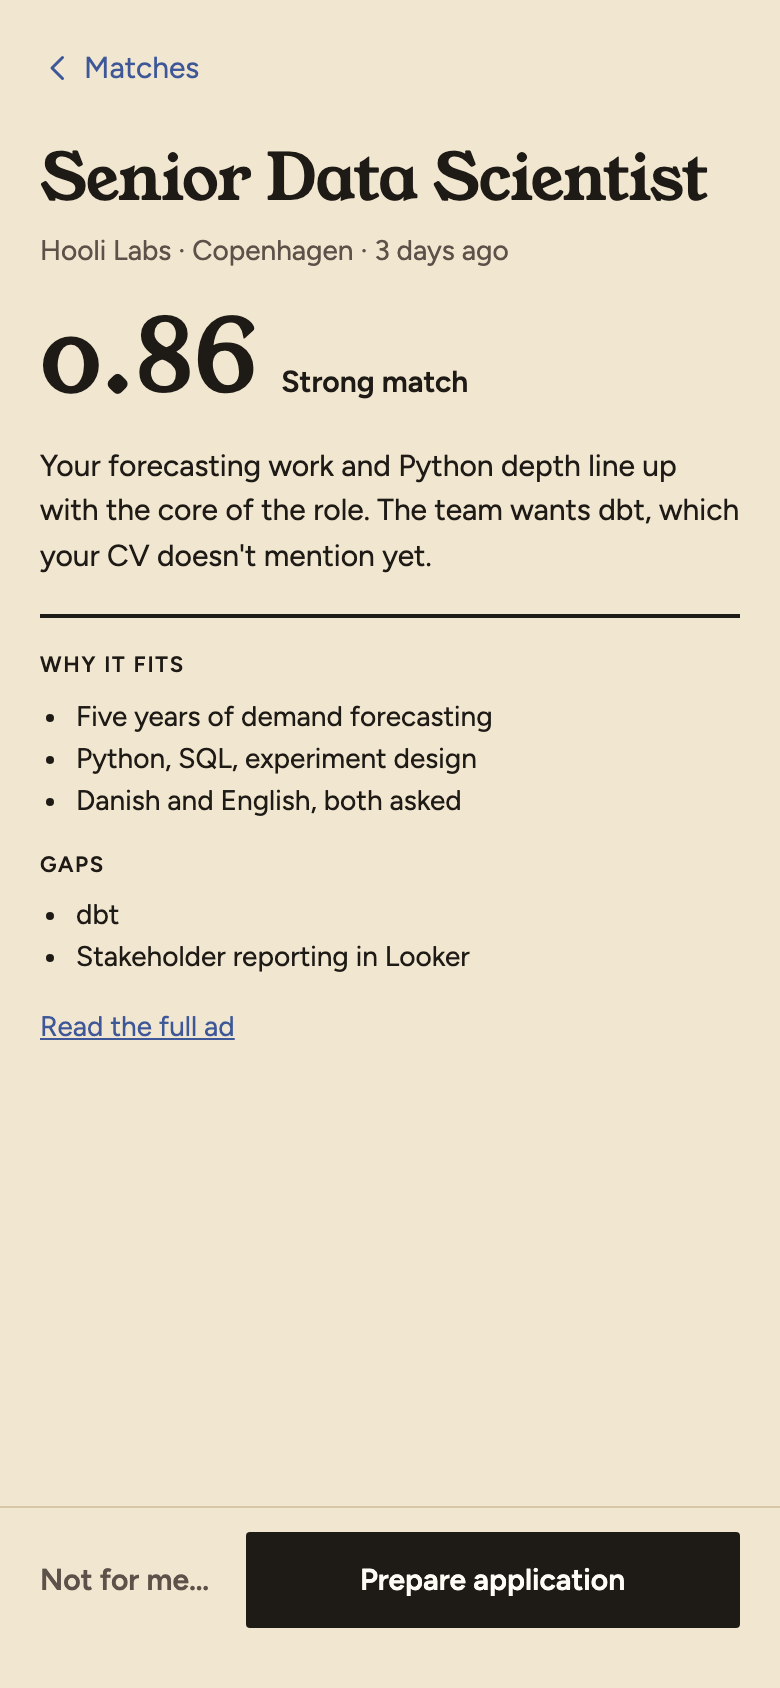 Matches
Senior Data Scientist
Hooli Labs · Copenhagen · 3 days ago
0.86 Strong match
Your forecasting work and Python depth line up
with the core of the role. The team wants dbt, which
your CV doesn't mention yet.
WHY IT FITS
• Five years of demand forecasting
• Python, SQL, experiment design
• Danish and English, both asked
GAPS
• dbt
• Stakeholder reporting in Looker
Read the full ad
Not for me... Prepare application